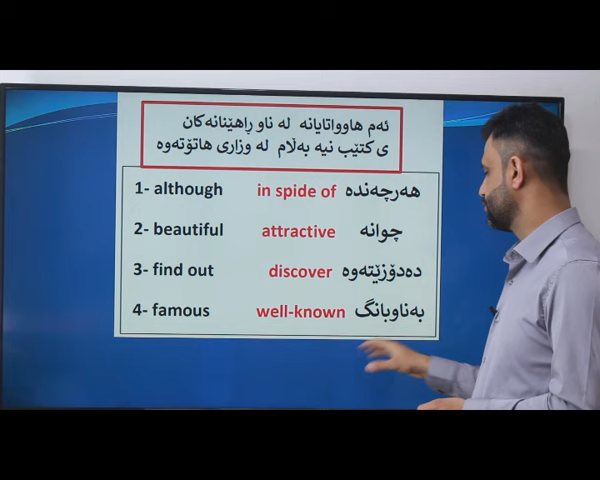 ئەم هاوواتایانە لە ناو ڕاهێنانەکان
ی کتێب نیە بەڵام لە وزاری هاتۆتەوە
1- although in spide of هەرچەندە
2- beautiful attractive جوانە
3- find out discover دەدۆزێتەوە
4- famous well-known بەناوبانگ